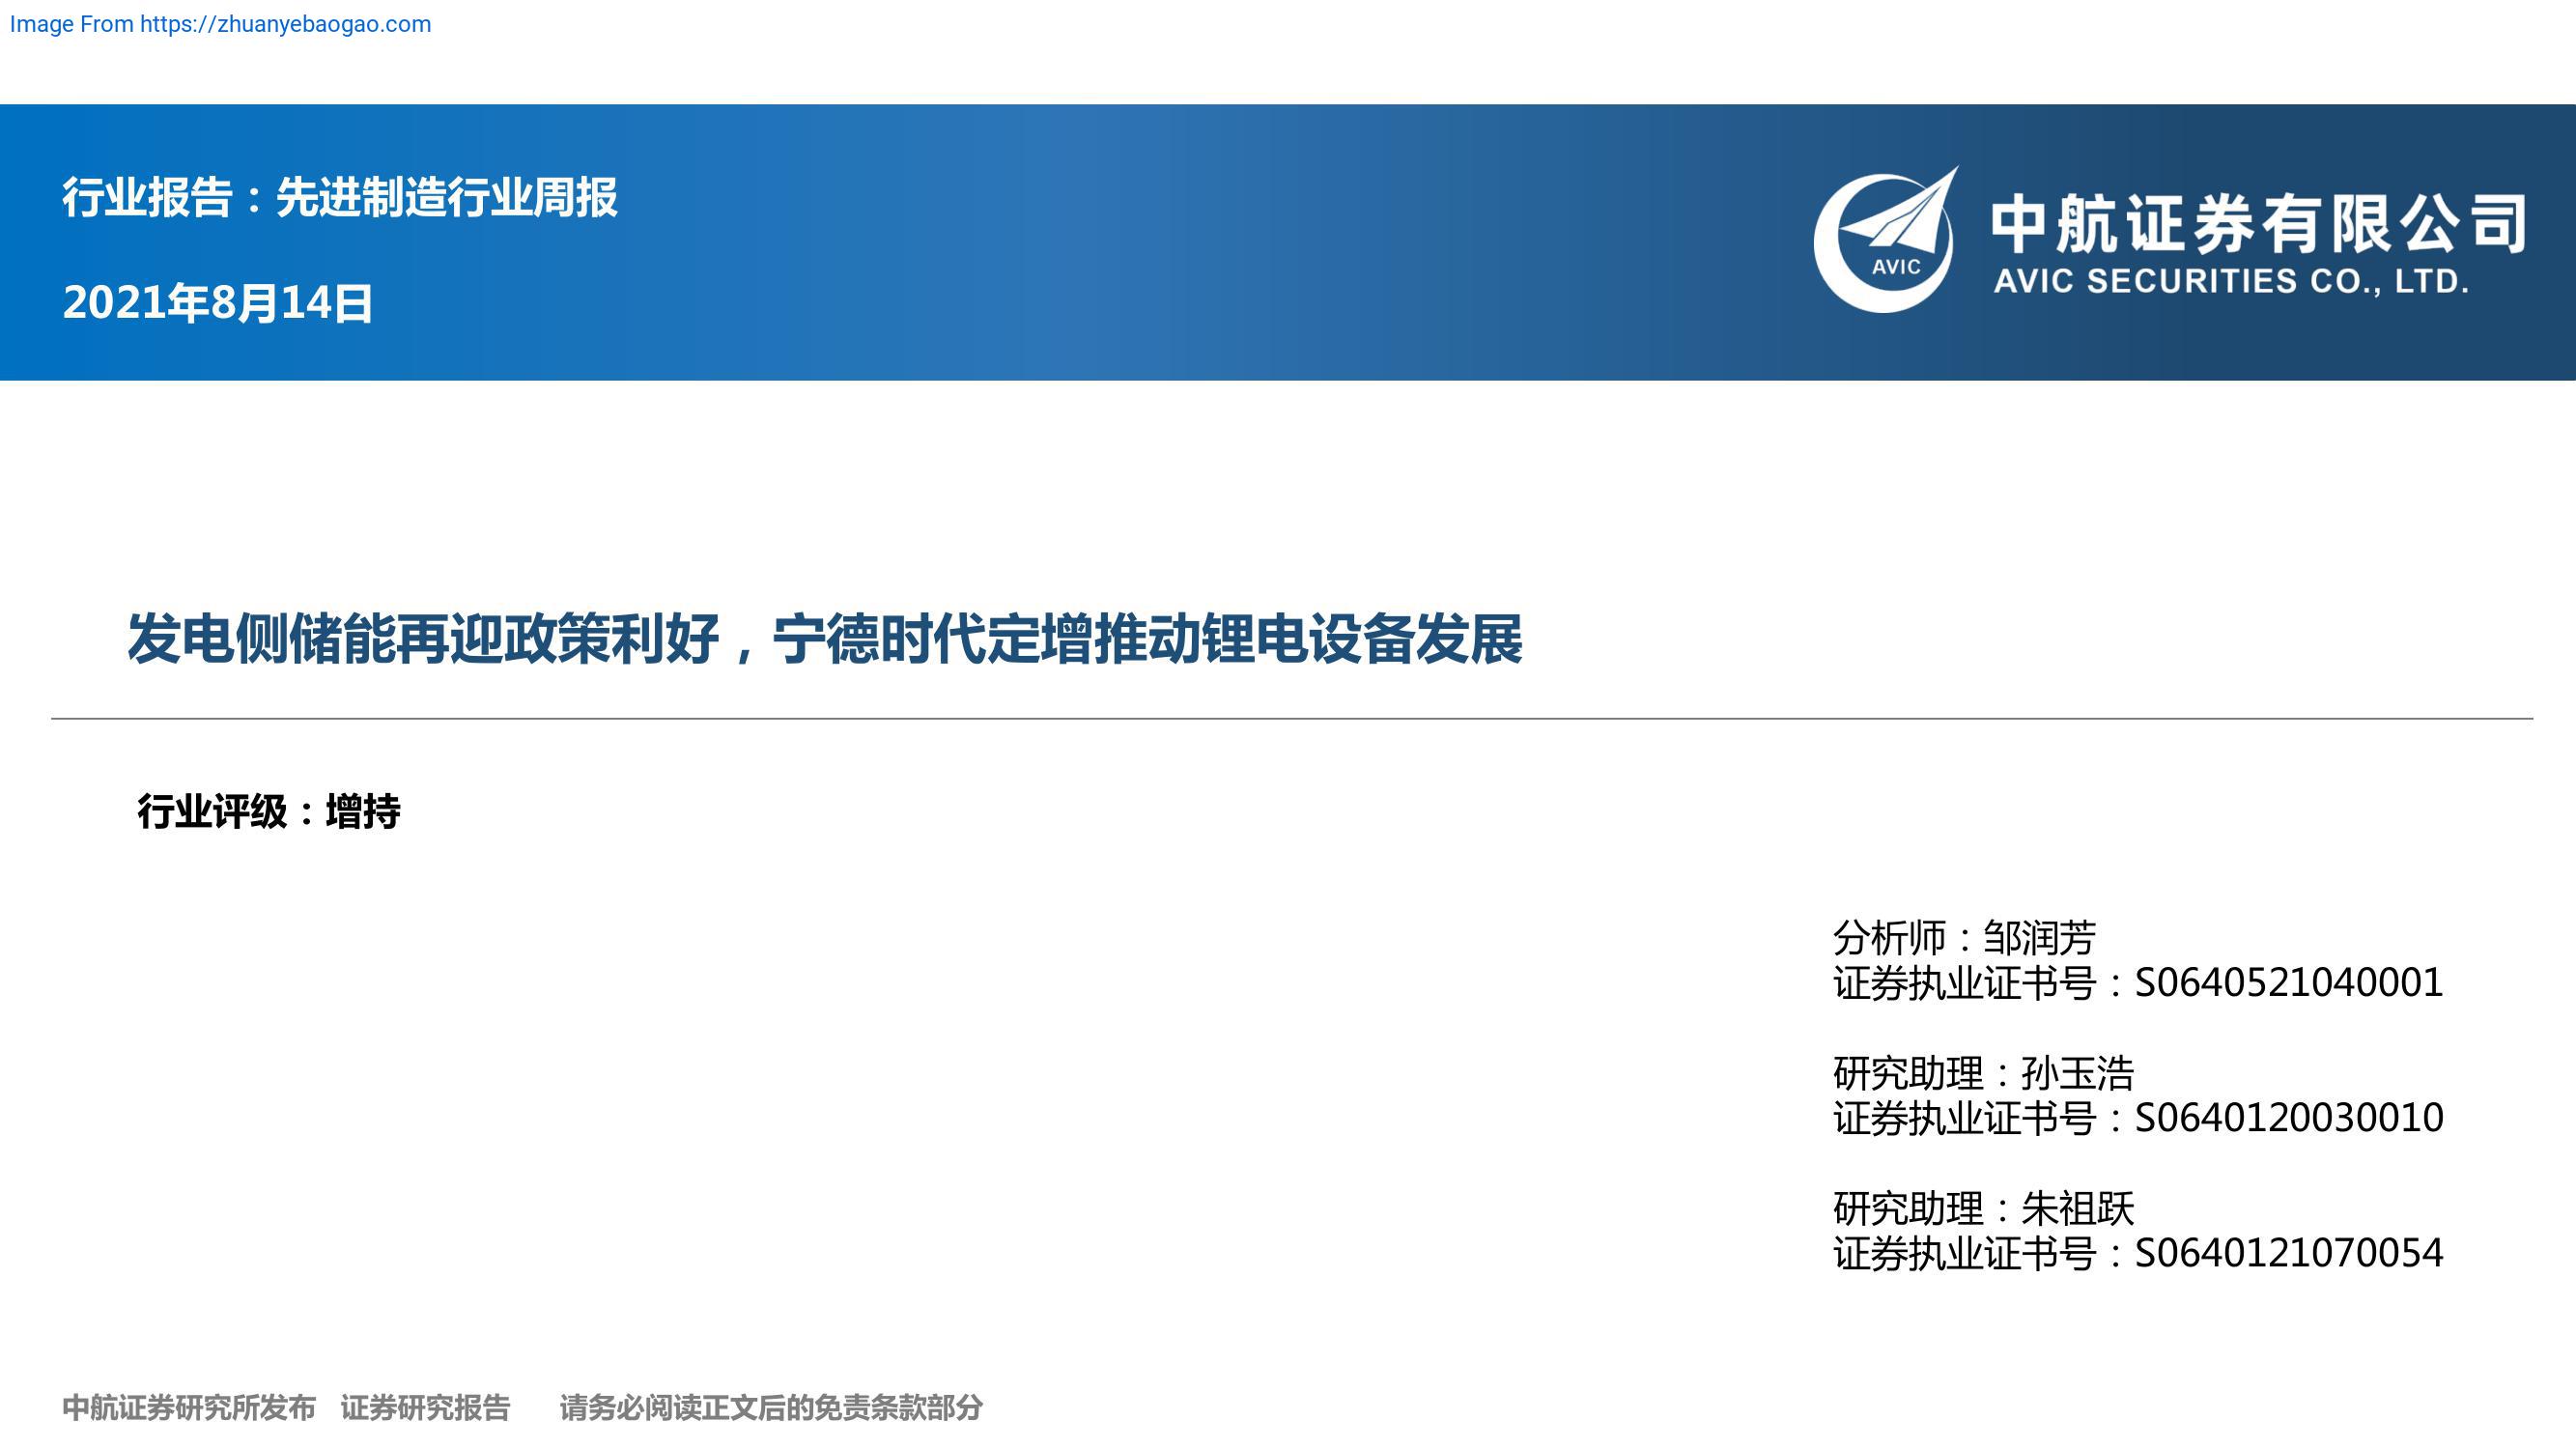 Image From https://zhuanyebaogao.com
行业报告：先进制造行业周报
2021年8月14日
AVIC
中航证券有限公司
AVIC SECURITIES CO., LTD.
发电侧储能再迎政策利好，宁德时代定增推动锂电设备发展
行业评级：增持
分析师：邹润芳
证券执业证书号：S0640521040001
研究助理：孙玉浩
证券执业证书号：S0640120030010
研究助理：朱祖跃
证券执业证书号：S0640121070054
中航证券研究所发布 证券研究报告 请务必阅读正文后的免责条款部分